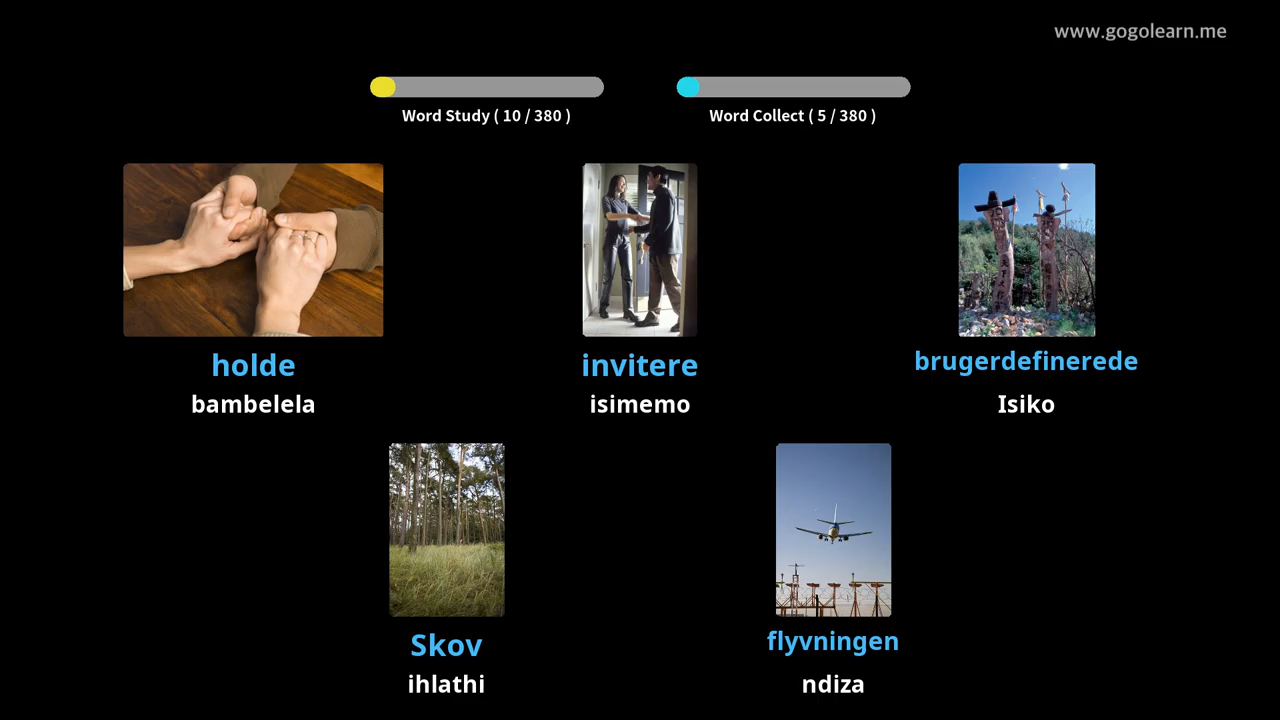 www.gogolearn.me
Word Study ( 10 / 380 )
Word Collect ( 5 / 380 )
holde
bambelela
invitere
isimemo
brugerdefinerede
Isiko
Skov
ihlathi
flyvningen
ndiza